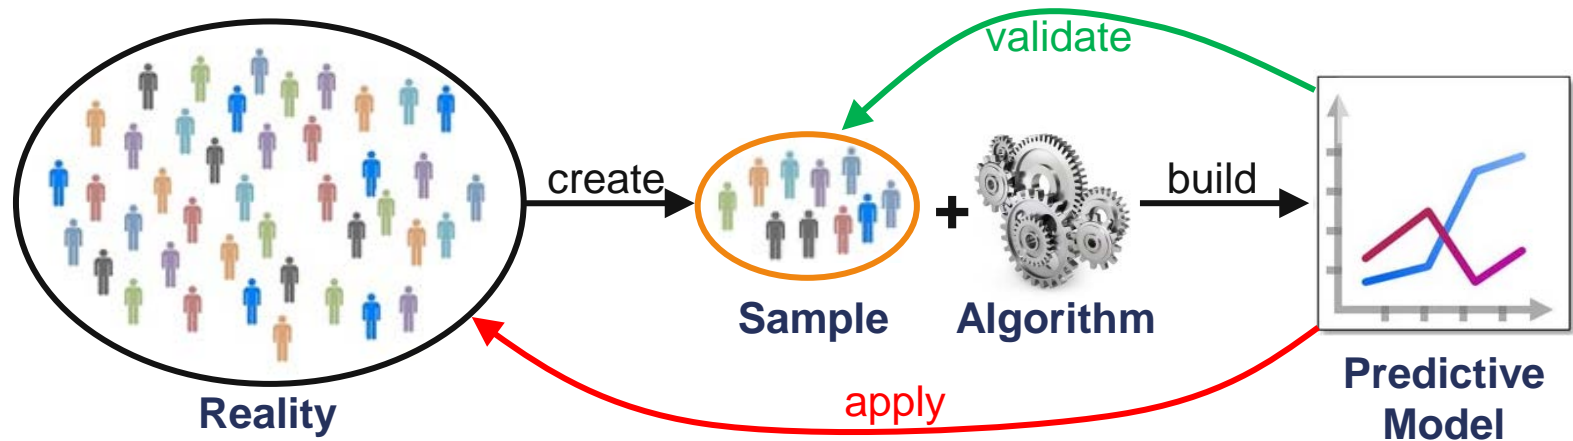 validate
create
build
+
Sample
Algorithm
apply
Reality
Predictive
Model